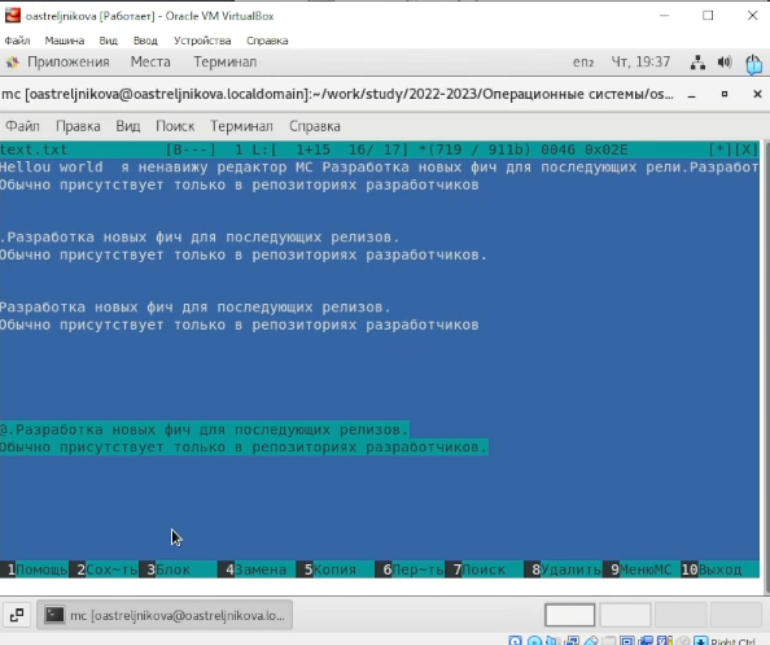 oastreljnikova [Работает] - Oracle VM VirtualBox
Файл Машина Вид Ввод Устройства Справка
Приложения Места Терминал en₂ Чт, 19:37
mc [oastreljnikova@oastreljnikova.localdomain]:~/work/study/2022-2023/Операционные системы/os...
Файл Правка Вид Поиск Терминал Справка
text.txt [B---] 1 L:[ 1+15 16/ 17] *(719 / 911b) 0046 0x02E [*][X]
Hellou world я ненавижу редактор МС Разработка новых фич для последующих рели.Разработ
Обычно присутствует только в репозиториях разработчиков
.Разработка новых фич для последующих релизов.
Обычно присутствует только в репозиториях разработчиков.
Разработка новых фич для последующих релизов.
Обычно присутствует только в репозиториях разработчиков
@.Разработка новых фич для последующих релизов.
Обычно присутствует только в репозиториях разработчиков.
1Помощь 2Сох~ть 3Блок 4Замена 5Копия 6Пер~ть 7Поиск 8Удалить 9МенюМС 10Выход
mc [oastreljnikova@oastreljnikova.lo...
Right Ctrl